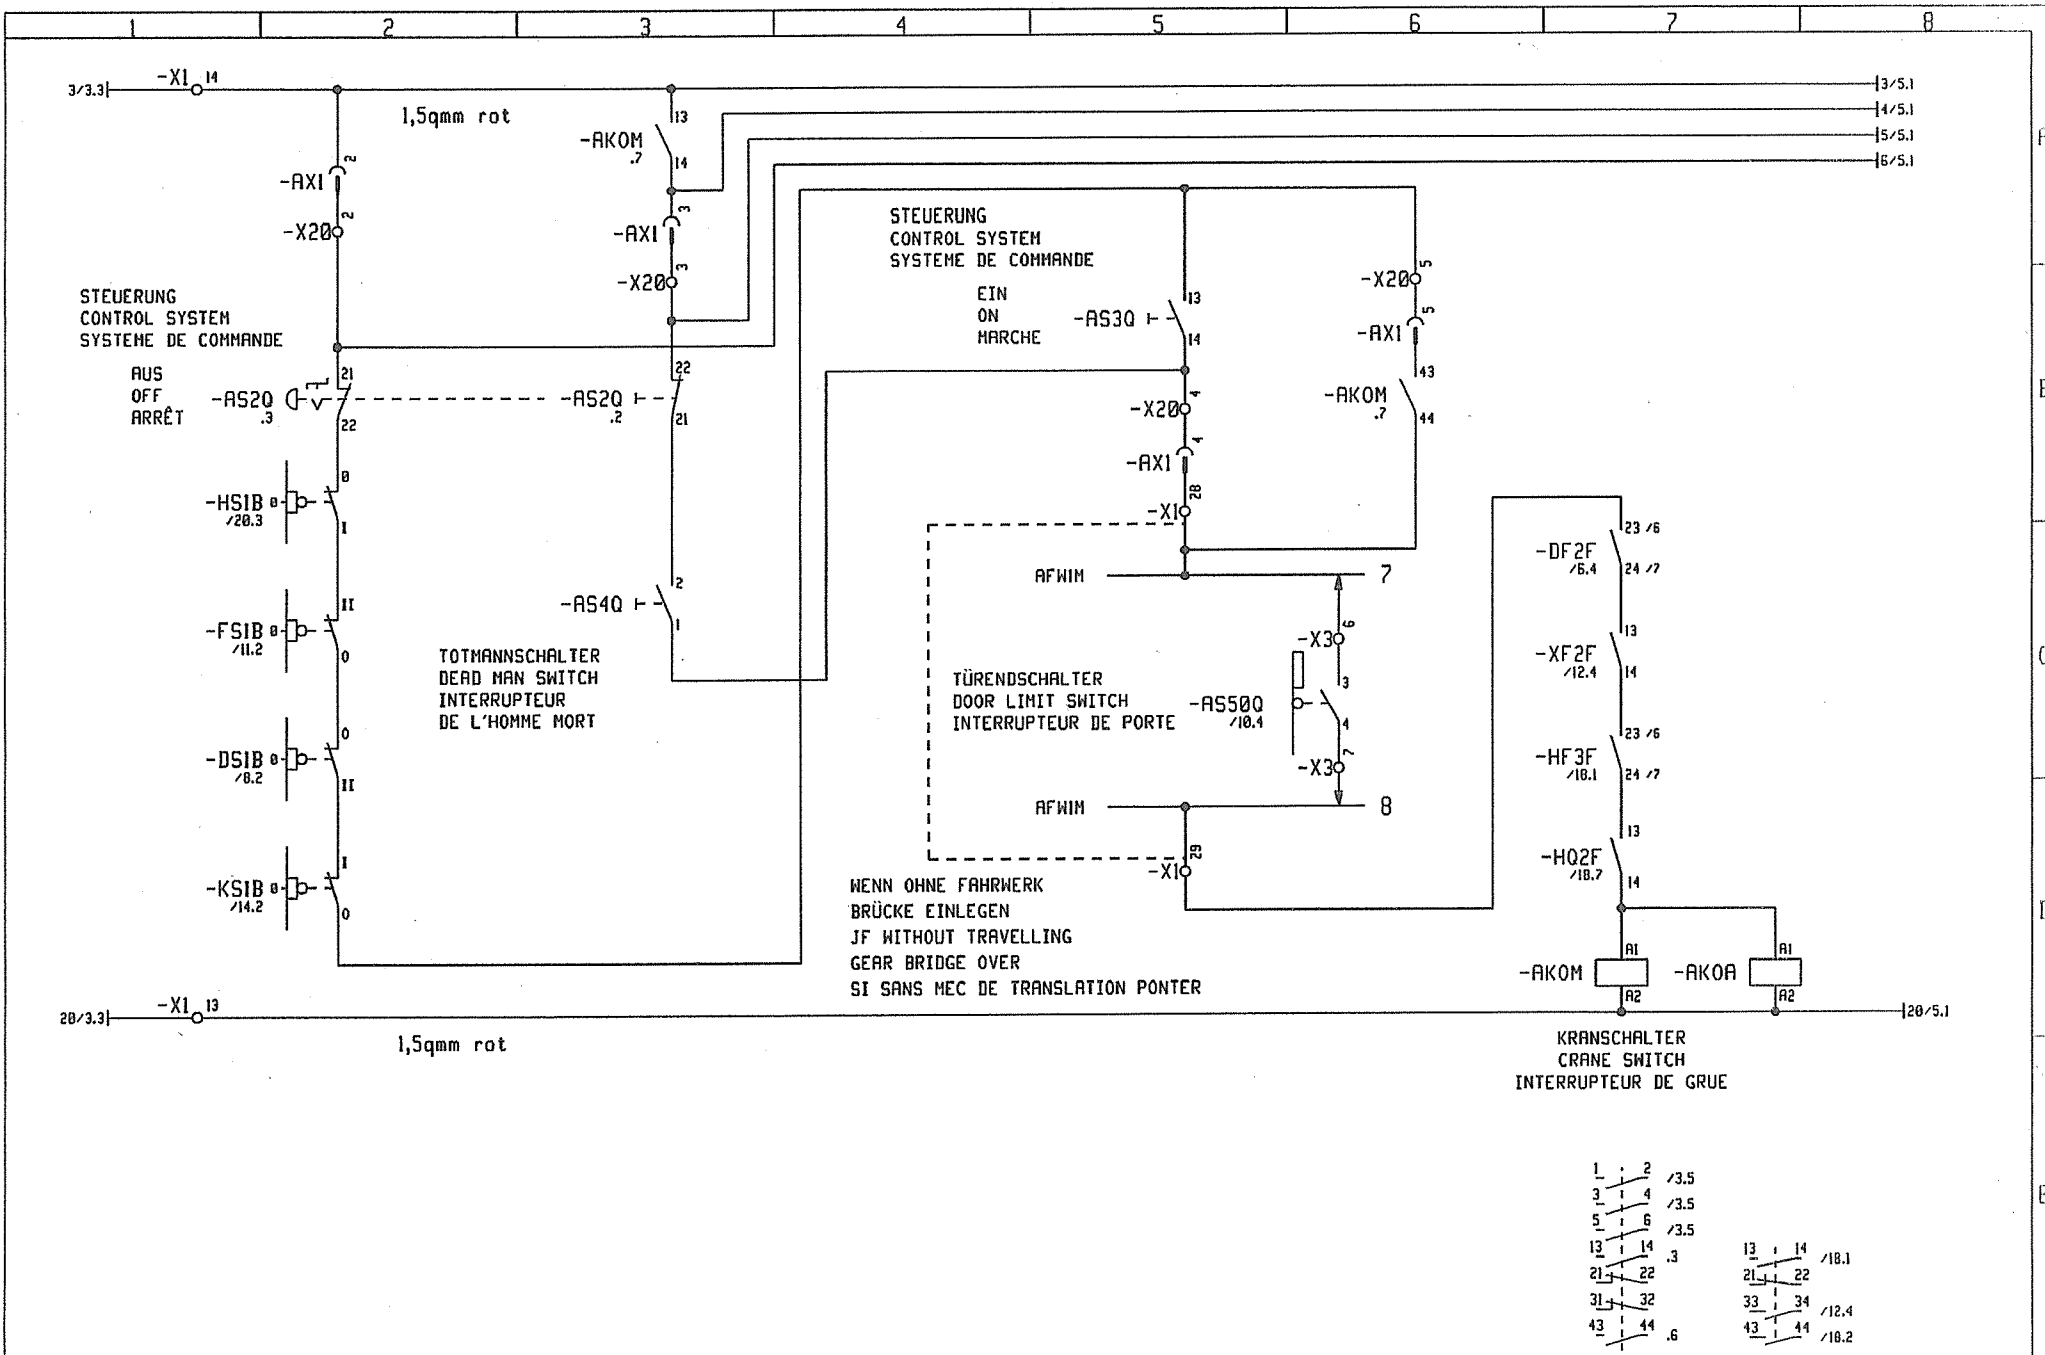 1 2 3 4 5 6 7 8
3/3.3
-X1 14
1,5qmm rot
3/5.1
4/5.1
5/5.1
6/5.1
2
-AX1
2
-X20
13
-AKOM
.7
14
3
-AX1
3
-X20
STEUERUNG
CONTROL SYSTEM
SYSTEME DE COMMANDE
AUS
OFF
ARRÊT
21
-AS2Q
.3
22
22
-AS2Q
.2
21
0
-HS1B 0
/20.3
I
II
-FS1B 0
/11.2
0
0
-DS1B 0
/8.2
II
I
-KS1B 0
/14.2
0
2
-AS4Q
1
TOTMANNSCHALTER
DEAD MAN SWITCH
INTERRUPTEUR
DE L'HOMME MORT
STEUERUNG
CONTROL SYSTEM
SYSTEME DE COMMANDE
EIN
ON
MARCHE
13
-AS3Q
14
4
-X20
4
-AX1
28
-X1
5
-X20
5
-AX1
43
-AKOM
.7
44
AFWIM 7
6
-X3
TÜRENDSCHALTER
DOOR LIMIT SWITCH
INTERRUPTEUR DE PORTE
3
-AS50Q
/10.4
4
7
-X3
AFWIM 8
29
-X1
WENN OHNE FAHRWERK
BRÜCKE EINLEGEN
JF WITHOUT TRAVELLING
GEAR BRIDGE OVER
SI SANS MEC DE TRANSLATION PONTER
23 /6
-DF2F
/6.4
24 /7
13
-XF2F
/12.4
14
23 /6
-HF3F
/18.1
24 /7
13
-HQ2F
/18.7
14
A1
-AKOM
A2
A1
-AKOA
A2
20/3.3
-X1 13
1,5qmm rot
20/5.1
KRANSCHALTER
CRANE SWITCH
INTERRUPTEUR DE GRUE
1 2 /3.5
3 4 /3.5
5 6 /3.5
13 14 .3
21 22
31 32
43 44 .6
13 14 /18.1
21 22
33 34 /12.4
43 44 /18.2